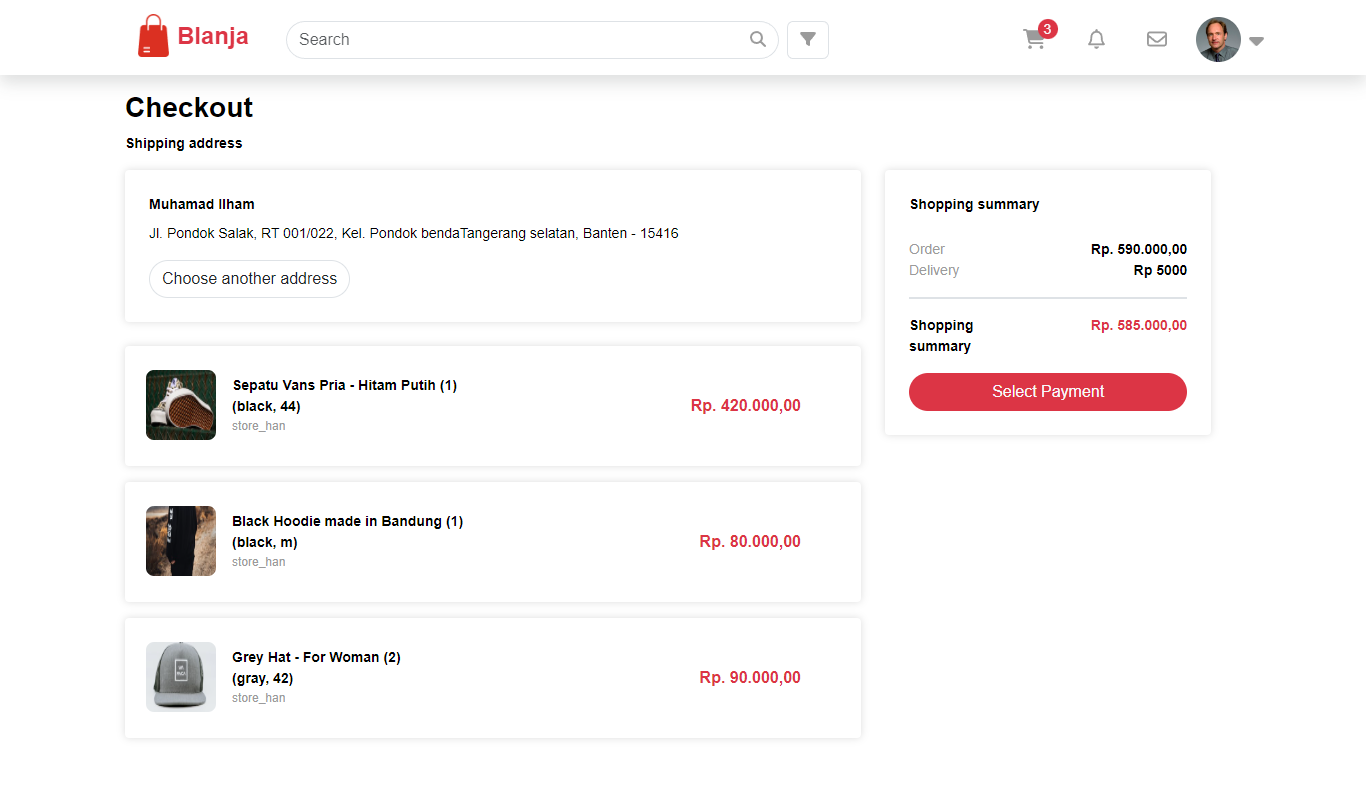 Blanja
Search
3
Checkout
Shipping address
Muhamad Ilham
Jl. Pondok Salak, RT 001/022, Kel. Pondok bendaTangerang selatan, Banten - 15416
Choose another address
Sepatu Vans Pria - Hitam Putih (1)
(black, 44)
store_han
Rp. 420.000,00
Black Hoodie made in Bandung (1)
(black, m)
store_han
Rp. 80.000,00
Grey Hat - For Woman (2)
(gray, 42)
store_han
Rp. 90.000,00
Shopping summary
Order Rp. 590.000,00
Delivery Rp 5000
Shopping Rp. 585.000,00
summary
Select Payment